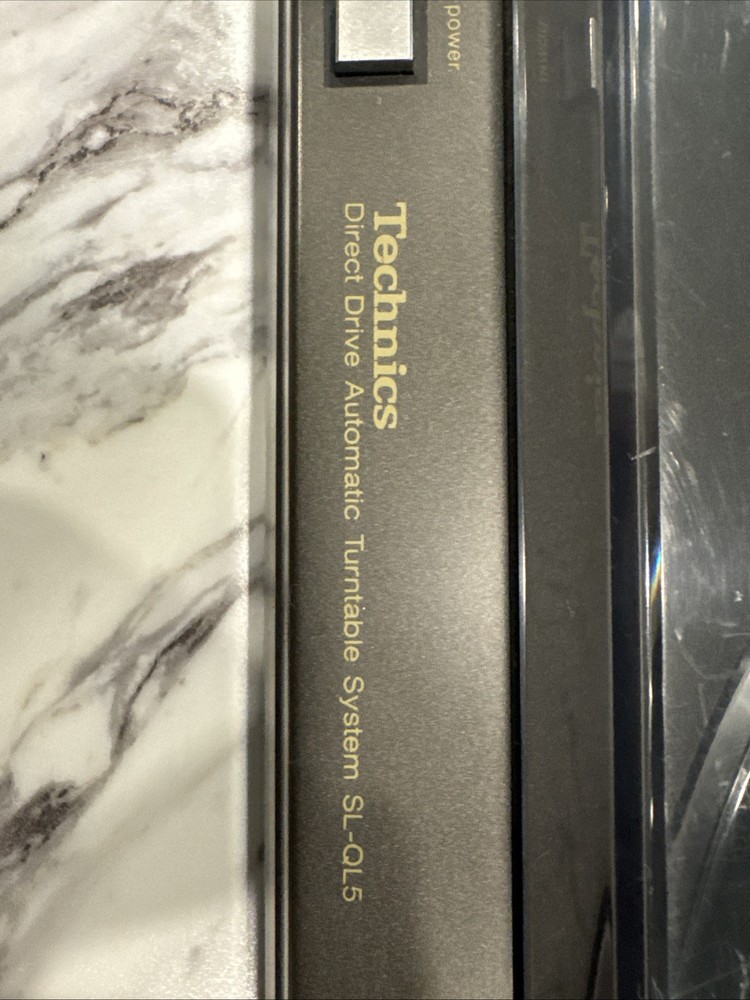 power
Technics
Direct Drive Automatic Turntable System SL-QL5